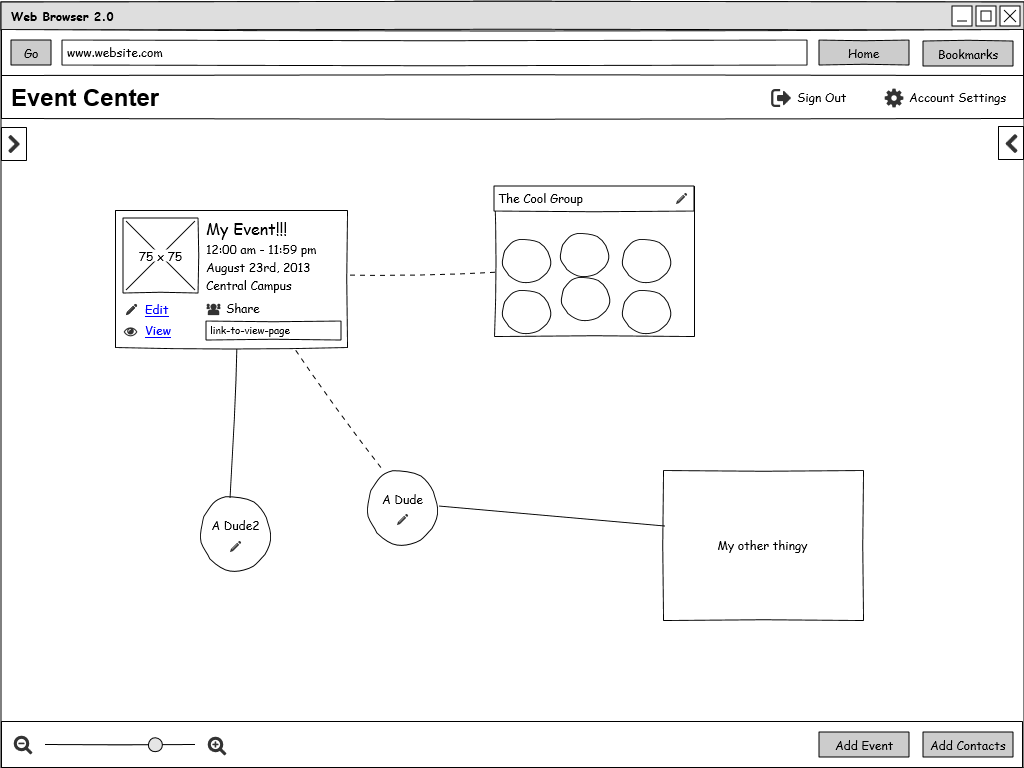 Web Browser 2.0
Go
www.website.com
Home
Bookmarks
Event Center
Sign Out
Account Settings
The Cool Group
75 x 75
My Event!!!
12:00 am - 11:59 pm
August 23rd, 2013
Central Campus
Edit
Share
View
link-to-view-page
A Dude
A Dude2
My other thingy
Add Event
Add Contacts